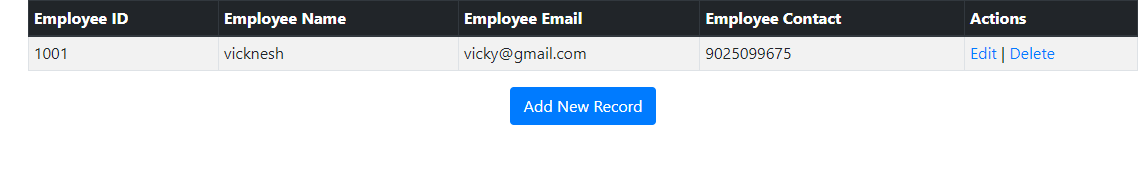 Employee ID Employee Name Employee Email Employee Contact Actions
1001 vicknesh vicky@gmail.com 9025099675 Edit | Delete
Add New Record